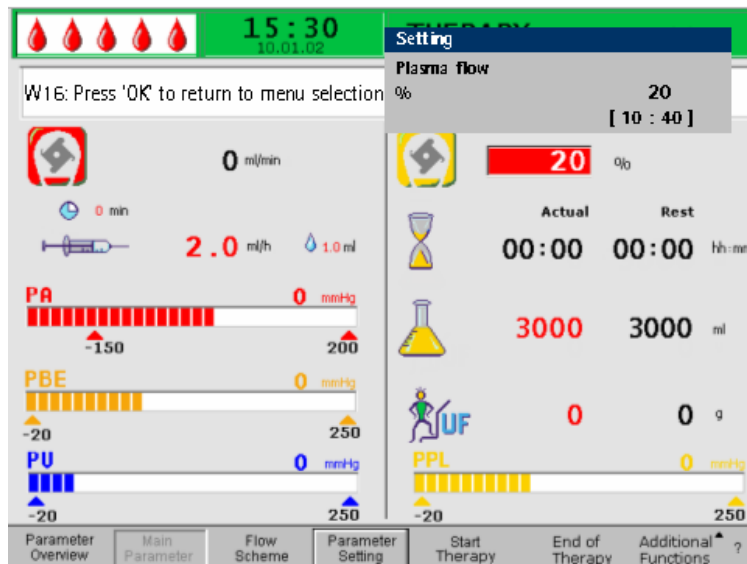 15:30
10.01.02
THERAPY
Setting
Plasma flow
% 20
[ 10 : 40 ]
W16: Press 'OK' to return to menu selection
0 ml/min
20 %
0 min
Actual Rest
2.0 ml/h 1.0 ml
00:00 00:00 hh:mm
PA 0 mmHg
-150 200
3000 3000 ml
PBE 0 mmHg
-20 250
UF 0 0 g
PV 0 mmHg
-20 250
PPL 0 mmHg
-20 250
Parameter Overview
Main Parameter
Flow Scheme
Parameter Setting
Start Therapy
End of Therapy
Additional Functions
?